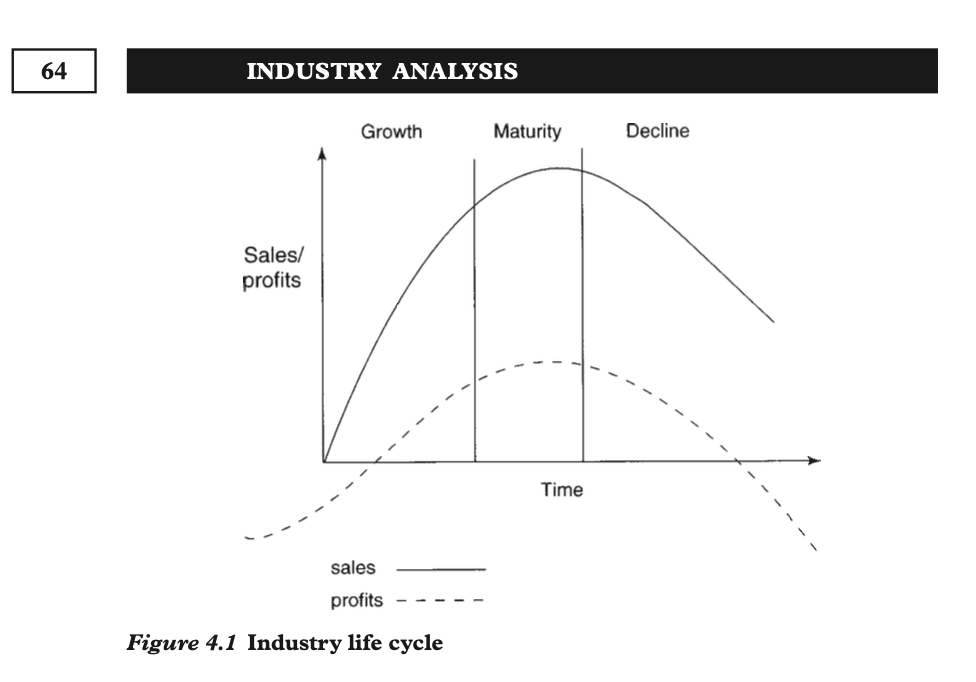 64
INDUSTRY ANALYSIS
Growth Maturity Decline
Sales/
profits
Time
sales
profits
Figure 4.1 Industry life cycle